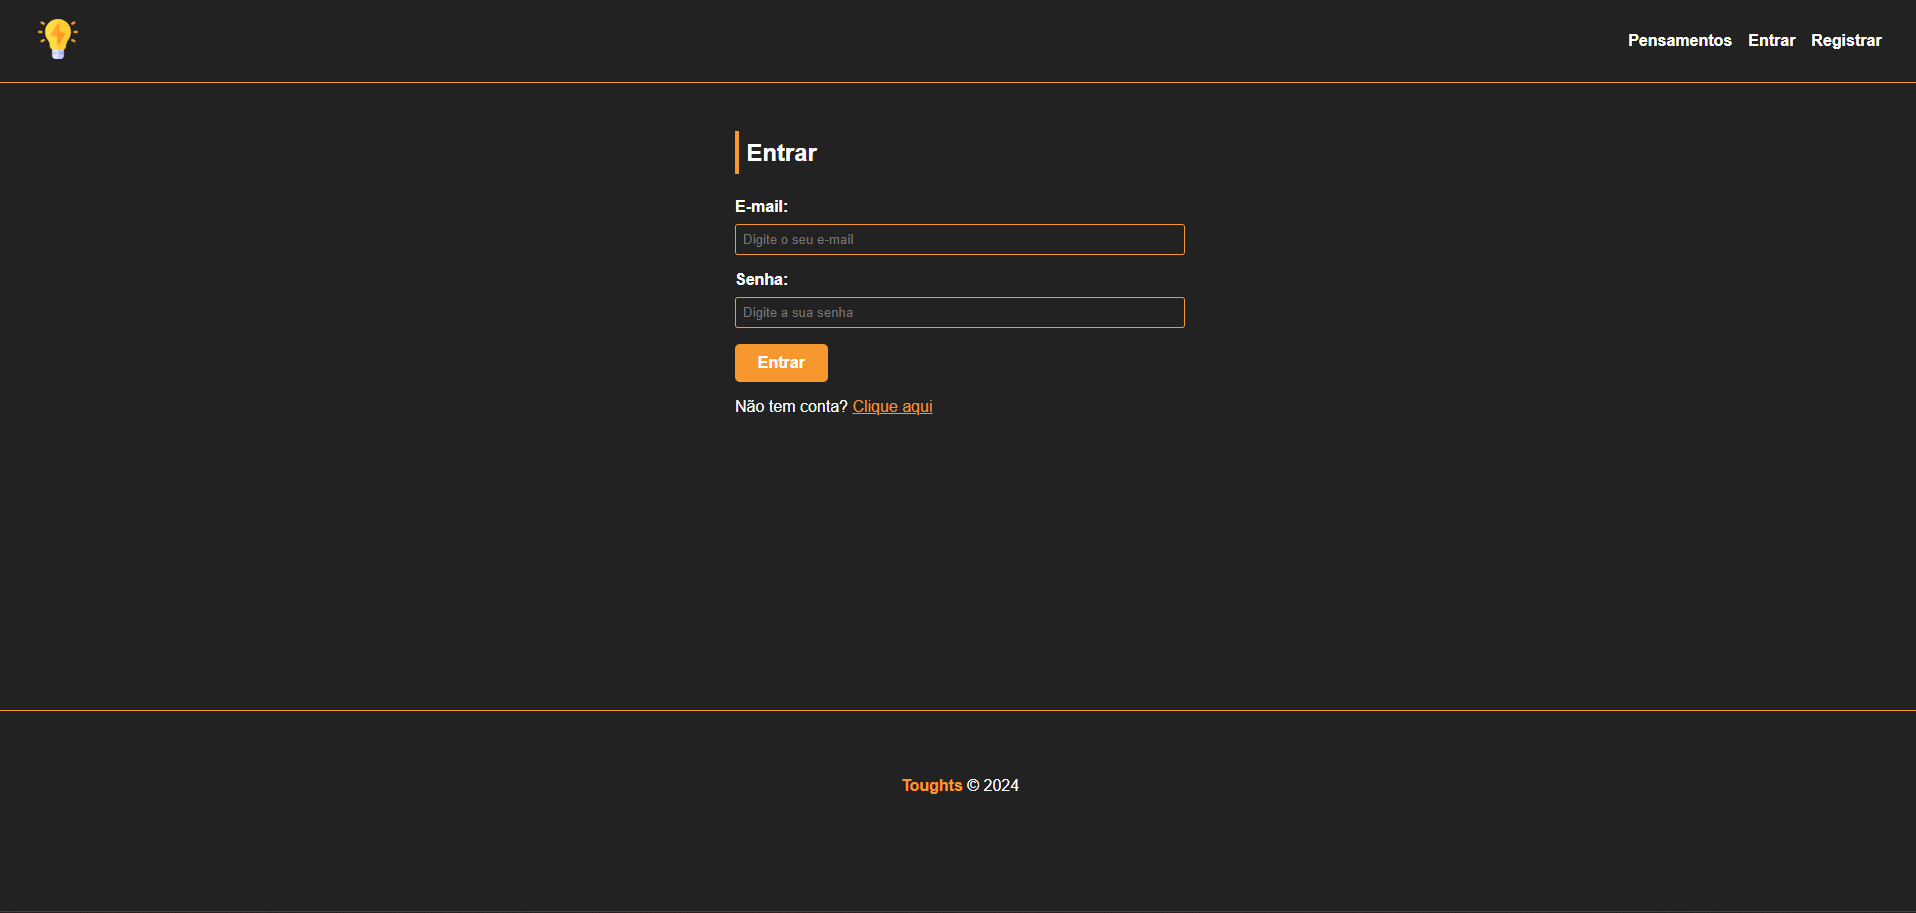 Pensamentos Entrar Registrar
Entrar
E-mail:
Digite o seu e-mail
Senha:
Digite a sua senha
Entrar
Não tem conta? Clique aqui
Toughts © 2024